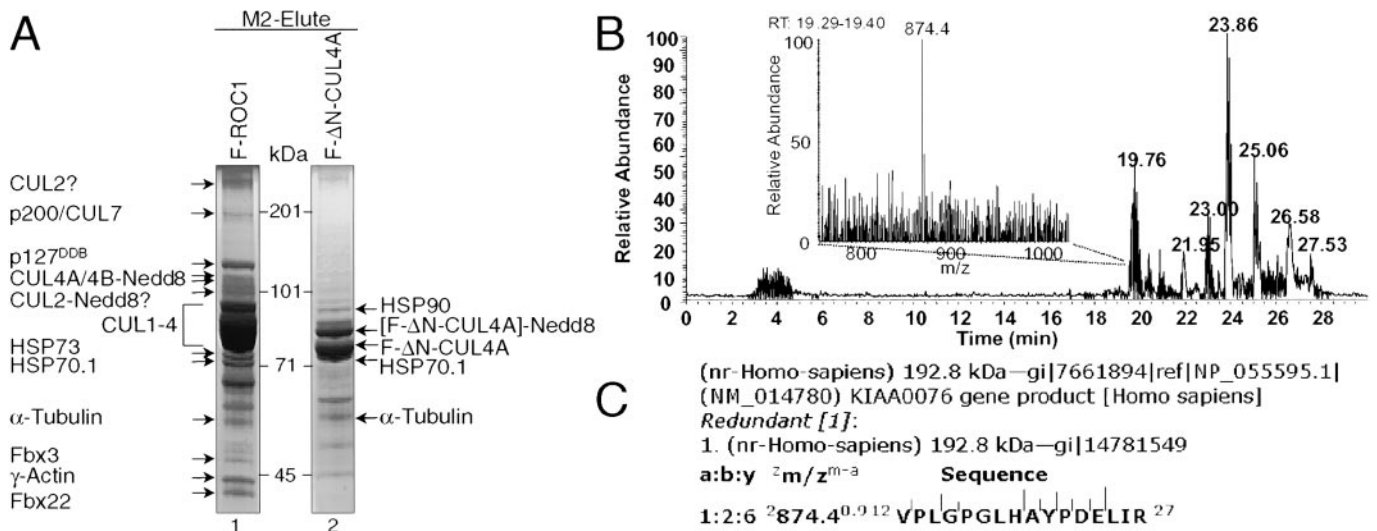 A
M2-Elute
F-ROC1
kDa
F-ΔN-CUL4A
CUL2?
p200/CUL7
p127DDB
CUL4A/4B-Nedd8
CUL2-Nedd8?
CUL1-4
HSP73
HSP70.1
α-Tubulin
Fbx3
γ-Actin
Fbx22
201
101
71
45
HSP90
[F-ΔN-CUL4A]-Nedd8
F-ΔN-CUL4A
HSP70.1
α-Tubulin
1
2
B
Relative Abundance
100
90
80
70
60
50
40
30
20
10
0
RT: 19.29-19.40
874.4
Relative Abundance
100
50
0
800 900 1000
m/z
19.76
21.95
23.00
23.86
25.06
26.58
27.53
0 2 4 6 8 10 12 14 16 18 20 22 24 26 28
Time (min)
C
(nr-Homo-sapiens) 192.8 kDa—gi|7661894|ref|NP_055595.1|
(NM_014780) KIAA0076 gene product [Homo sapiens]
Redundant [1]:
1. (nr-Homo-sapiens) 192.8 kDa—gi|14781549
a:b:y zm/zm-a Sequence
1:2:6 2874.40.9 12 VPLGPGLHAYPDELIR 27